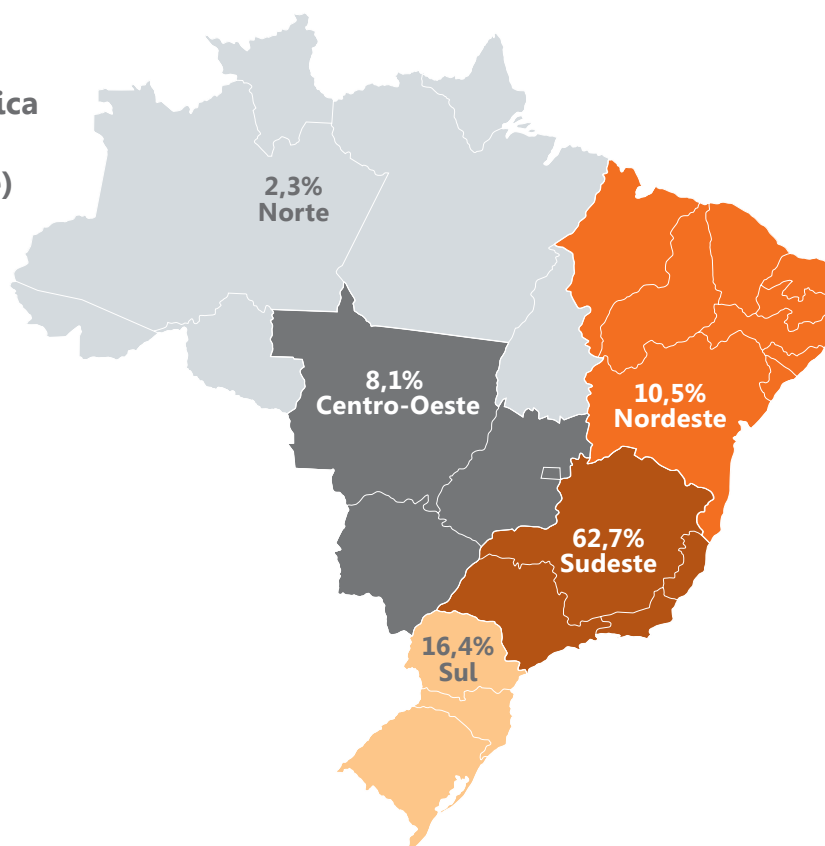 2,3%
Norte
8,1%
Centro-Oeste
10,5%
Nordeste
62,7%
Sudeste
16,4%
Sul